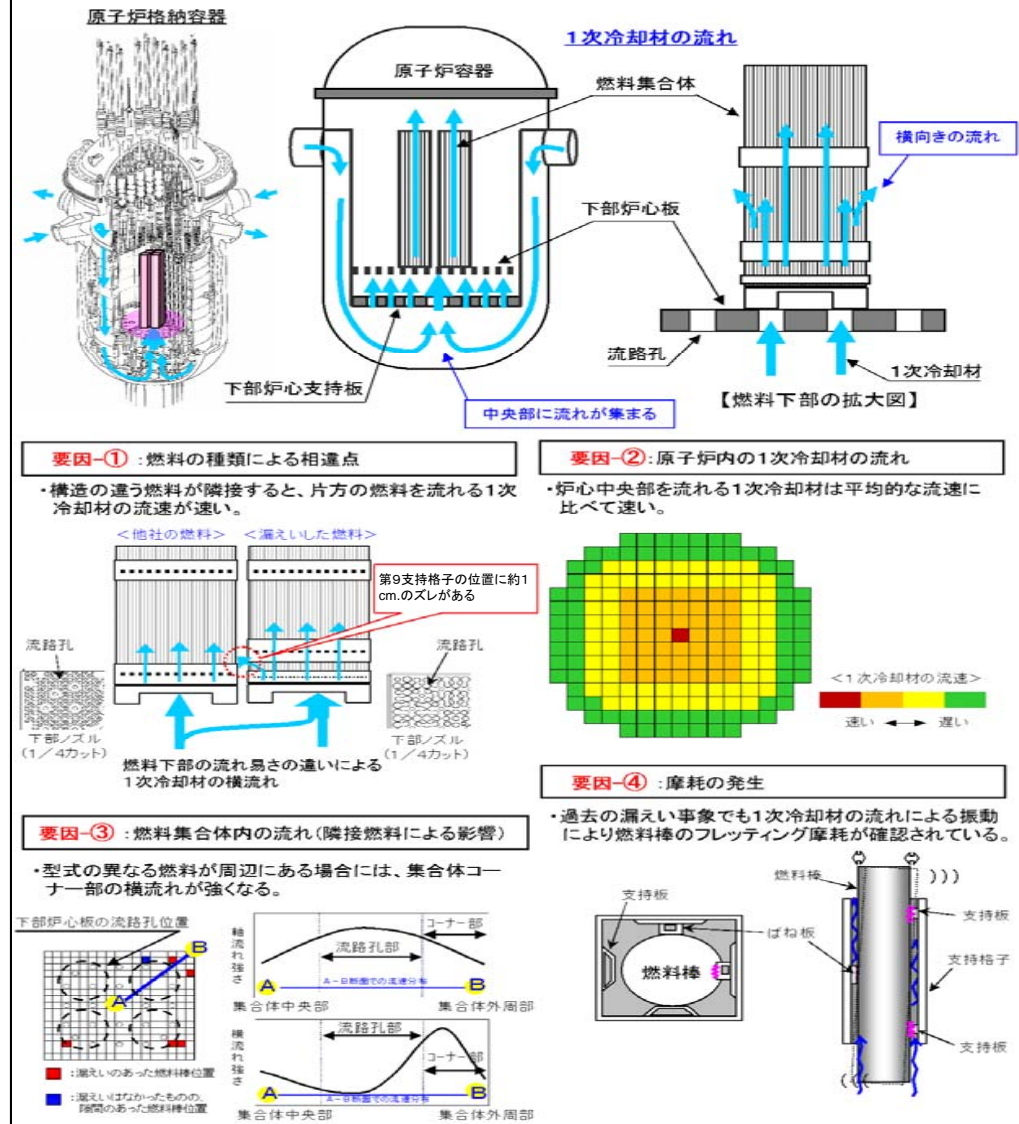 原子炉格納容器
1次冷却材の流れ
原子炉容器
燃料集合体
横向きの流れ
下部炉心板
流路孔
1次冷却材
下部炉心支持板
中央部に流れが集まる
【燃料下部の拡大図】
要因-①:燃料の種類による相違点
・構造の違う燃料が隣接すると、片方の燃料を流れる1次
冷却材の流速が速い。
<他社の燃料>
<漏えいした燃料>
第9支持格子の位置に約1
cm.のズレがある
流路孔
下部ノズル
(1/4カット)
流路孔
下部ノズル
(1/4カット)
燃料下部の流れ易さの違いによる
1次冷却材の横流れ
要因-②:原子炉内の1次冷却材の流れ
・炉心中央部を流れる1次冷却材は平均的な流速に
比べて速い。
<1次冷却材の流速>
速い
遅い
要因-③:燃料集合体内の流れ(隣接燃料による影響)
・型式の異なる燃料が周辺にある場合には、集合体コー
ナー部の横流れが強くなる。
下部炉心板の流路孔位置
A
B
:漏えいのあった燃料棒位置
:漏えいはなかったものの、
隙間のあった燃料棒位置
軸流れ強さ
流路孔部
コーナー部
A
A-B断面での流速分布
B
集合体中央部
集合体外周部
横流れ強さ
流路孔部
コーナー部
A
A-B断面での流速分布
B
集合体中央部
集合体外周部
要因-④:摩耗の発生
・過去の漏えい事象でも1次冷却材の流れによる振動
により燃料棒のフレッティング摩耗が確認されている。
支持板
ばね板
燃料棒
燃料棒
支持板
支持格子
支持板